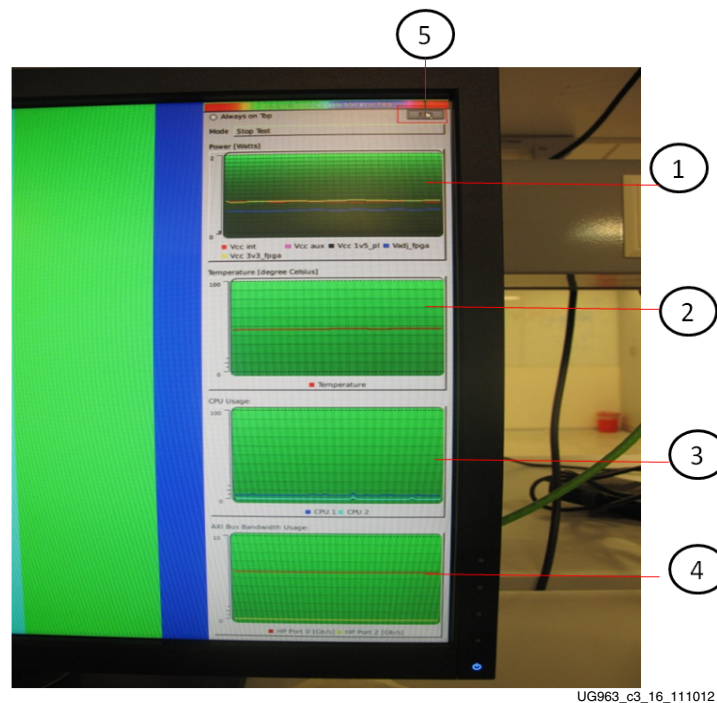 5
Always on Top
Mode Stop Test
Power [Watts]
2
0
Vcc int Vcc aux Vcc 1v5_pl Vadj_fpga
Vcc 3v3_fpga
1
Temperature [degree Celsius]
100
0
Temperature
2
CPU Usage:
100
0
CPU 1 CPU 2
3
AXI Bus Bandwidth Usage:
10
0
HP Port 0 [Gb/s] HP Port 2 [Gb/s]
4
UG963_c3_16_111012